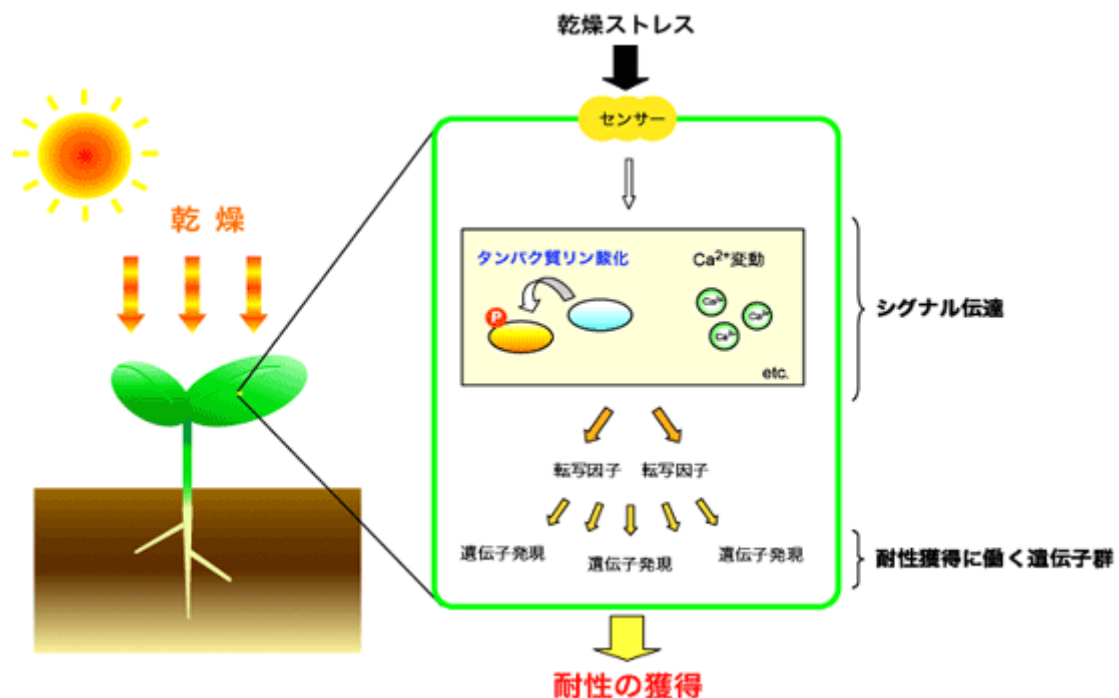 乾燥ストレス
センサー
乾 燥
タンパク質リン酸化
Ca²⁺変動
P
Ca²⁺
Ca²⁺
Ca²⁺
etc.
シグナル伝達
転写因子 転写因子
遺伝子発現
遺伝子発現
遺伝子発現
耐性獲得に働く遺伝子群
耐性の獲得